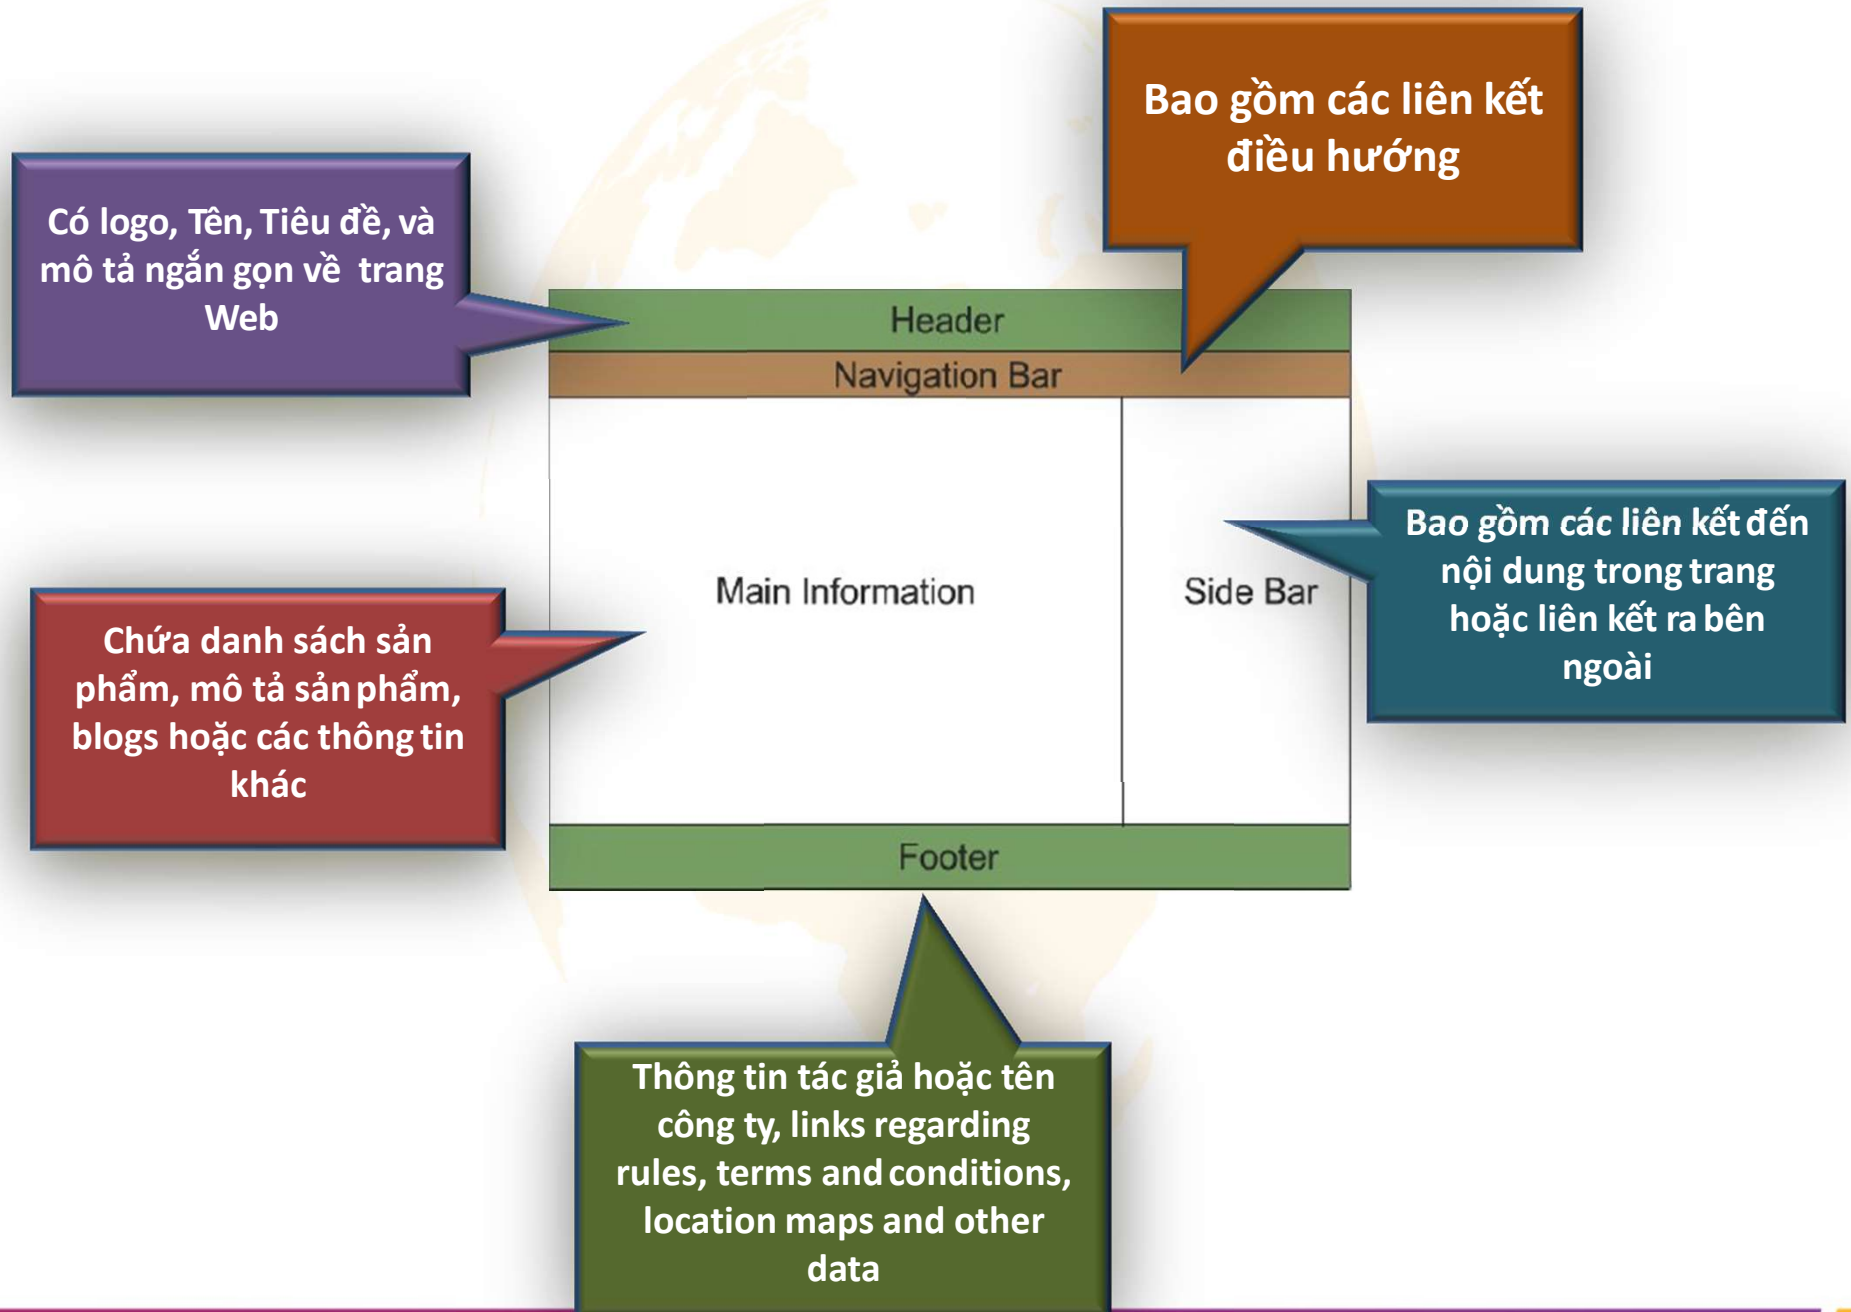 Bao gồm các liên kết
điều hướng
Có logo, Tên, Tiêu đề, và
mô tả ngắn gọn về trang
Web
Header
Navigation Bar
Main Information
Side Bar
Bao gồm các liên kết đến
nội dung trong trang
hoặc liên kết ra bên
ngoài
Chứa danh sách sản
phẩm, mô tả sản phẩm,
blogs hoặc các thông tin
khác
Footer
Thông tin tác giả hoặc tên
công ty, links regarding
rules, terms and conditions,
location maps and other
data